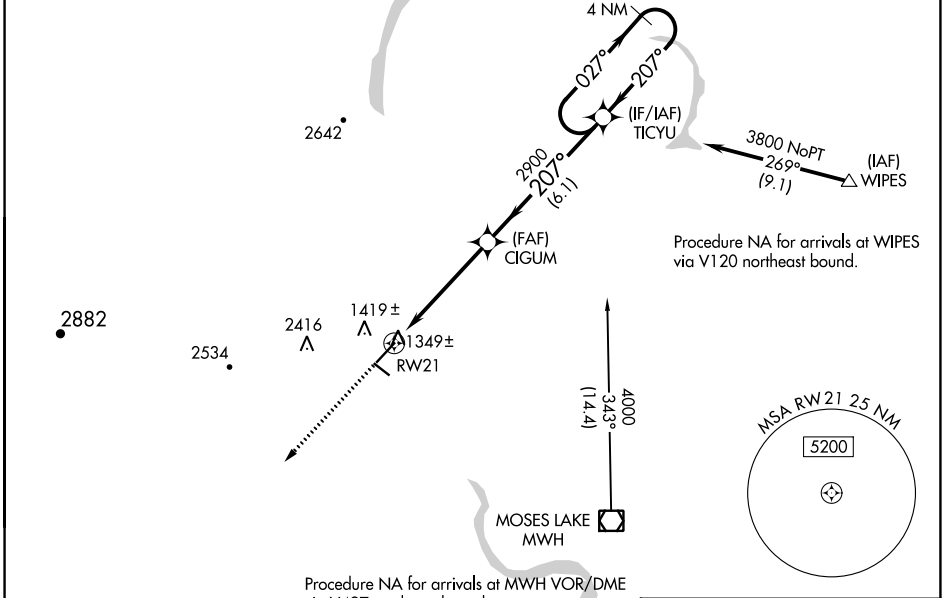 4 NM
027°
207°
(IF/IAF)
TICYU
2642
3800 NoPT
269°
(9.1)
(IAF)
WIPES
2900
207°
(6.1)
(FAF)
CIGUM
Procedure NA for arrivals at WIPES
via V120 northeast bound.
2882
2416
1419±
2534
1349±
RW21
4000
343°
(14.4)
MSA RW21 25 NM
5200
MOSES LAKE
MWH
Procedure NA for arrivals at MWH VOR/DME